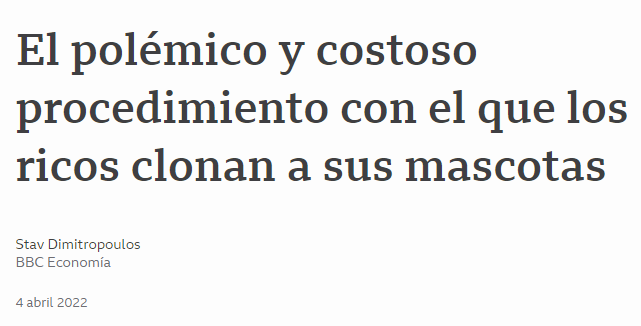 El polémico y costoso
procedimiento con el que los
ricos clonan a sus mascotas
Stav Dimitropoulos
BBC Economía
4 abril 2022